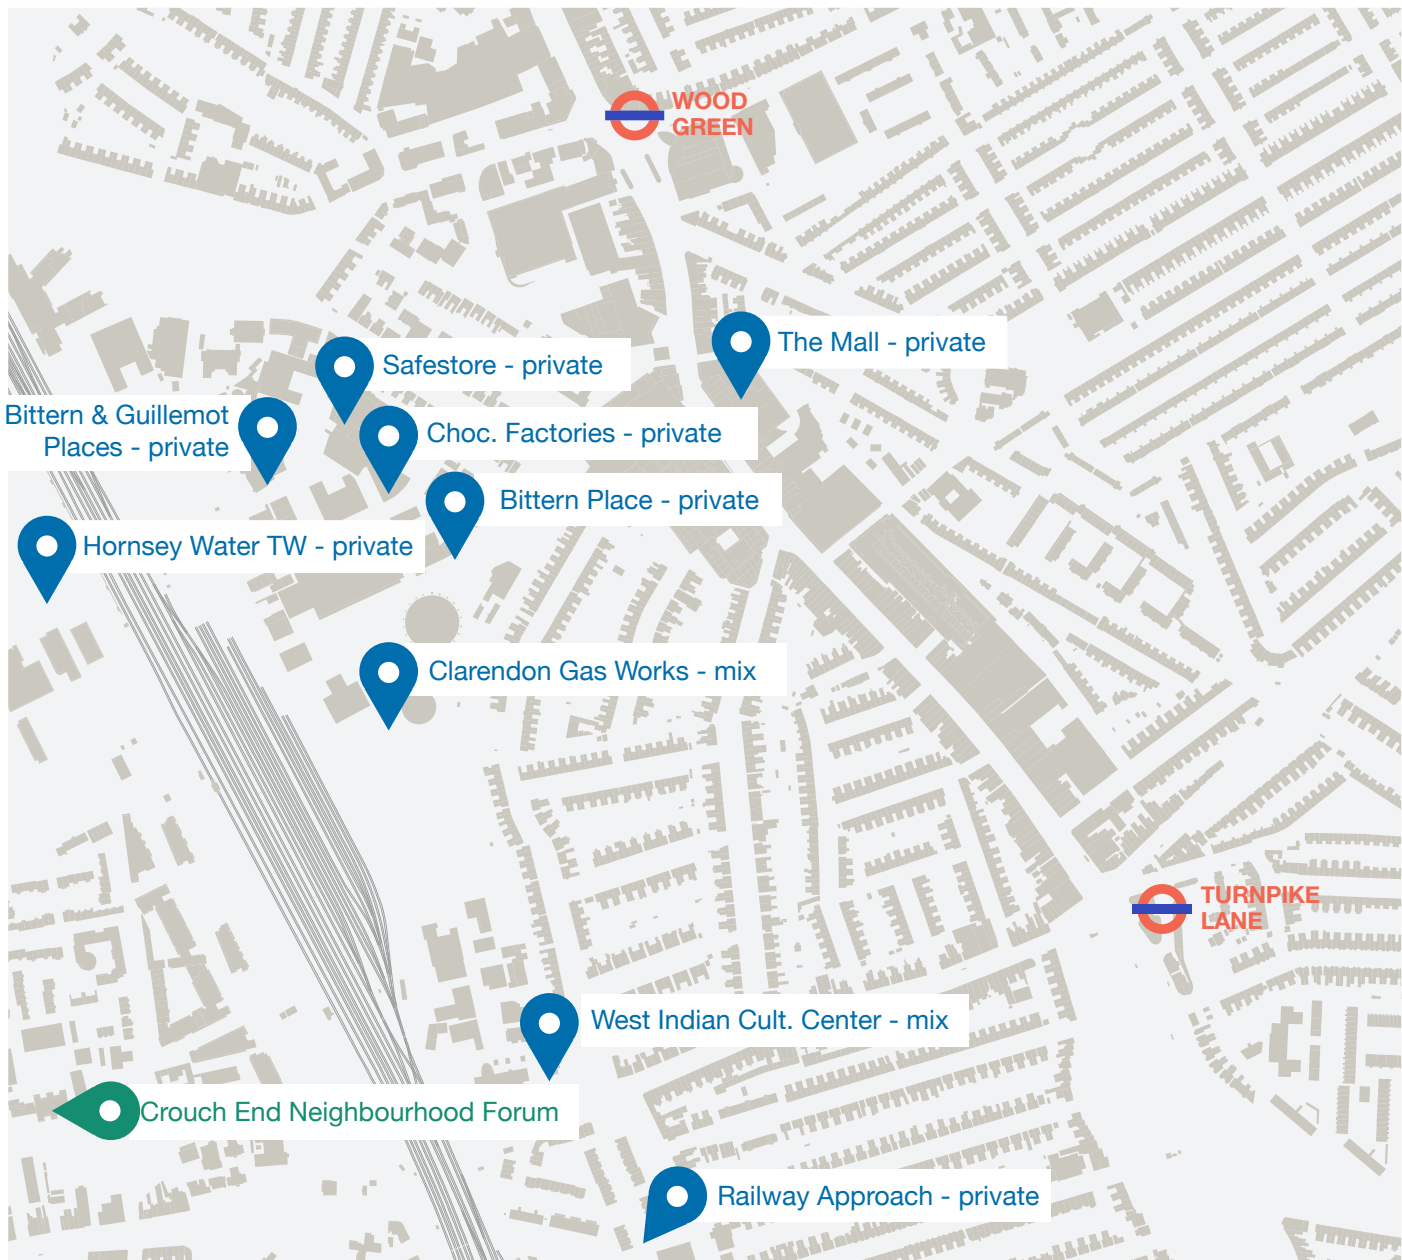 WOOD
GREEN
The Mall - private
Safestore - private
Bittern & Guillemot
Places - private
Choc. Factories - private
Bittern Place - private
Hornsey Water TW - private
Clarendon Gas Works - mix
TURNPIKE
LANE
West Indian Cult. Center - mix
Crouch End Neighbourhood Forum
Railway Approach - private